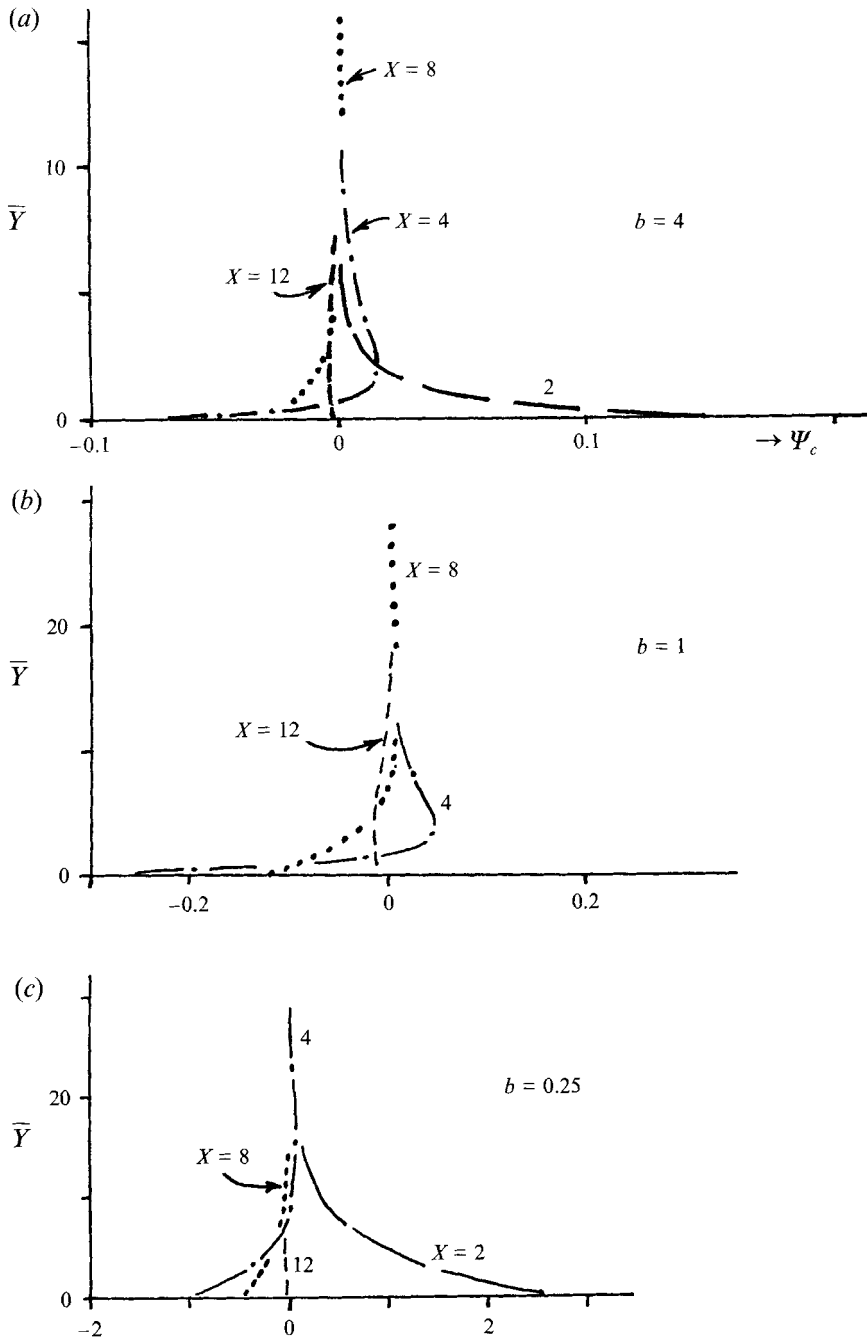 (a)
X = 8
10
Y̅
X = 4
b = 4
X = 12
2
0
−0.1
0
0.1
→ Ψc
(b)
X = 8
20
b = 1
Y̅
X = 12
4
0
−0.2
0
0.2
(c)
4
b = 0.25
20
Y̅
X = 8
X = 2
12
0
−2
0
2